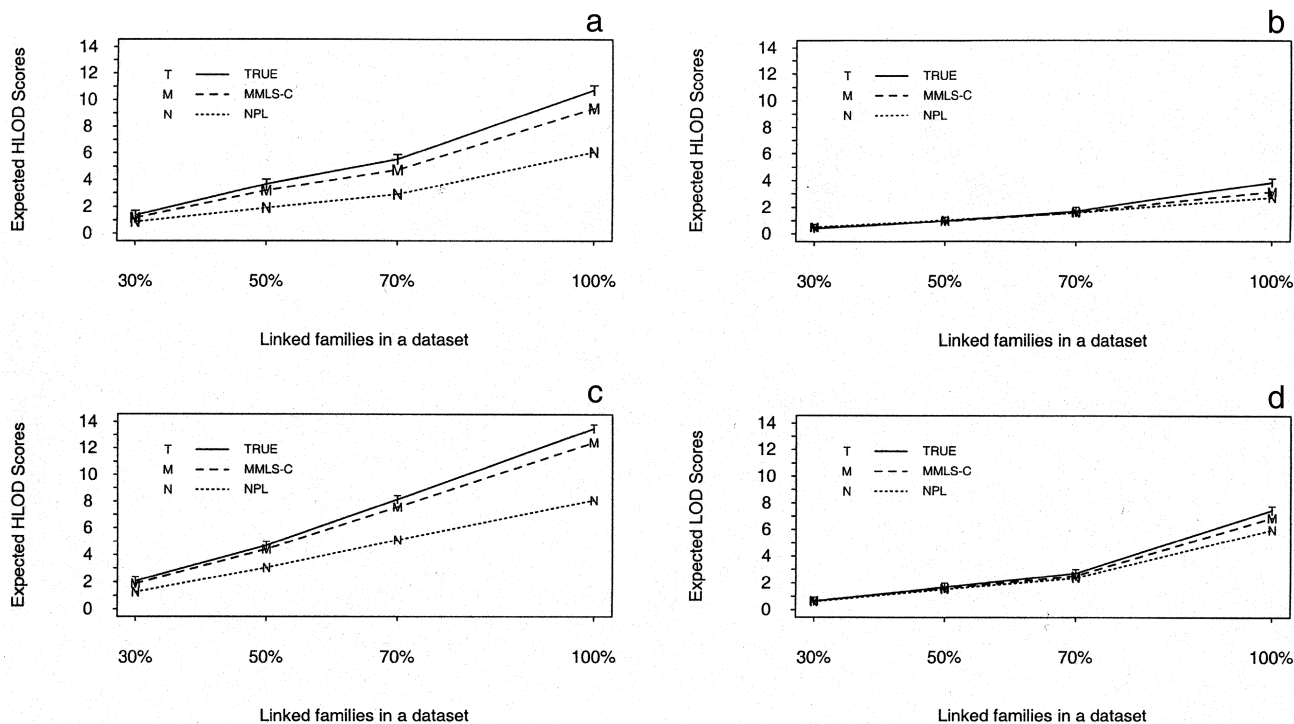 a
Expected HLOD Scores
14
12
10
8
6
4
2
0
T TRUE
M MMLS-C
N NPL
T T T T
M M M M
N N N N
30% 50% 70% 100%
Linked families in a dataset
b
Expected HLOD Scores
14
12
10
8
6
4
2
0
T TRUE
M MMLS-C
N NPL
T T T T
M M M M
N N N N
30% 50% 70% 100%
Linked families in a dataset
c
Expected HLOD Scores
14
12
10
8
6
4
2
0
T TRUE
M MMLS-C
N NPL
T T T T
M M M M
N N N N
30% 50% 70% 100%
Linked families in a dataset
d
Expected LOD Scores
14
12
10
8
6
4
2
0
T TRUE
M MMLS-C
N NPL
T T T T
M M M M
N N N N
30% 50% 70% 100%
Linked families in a dataset